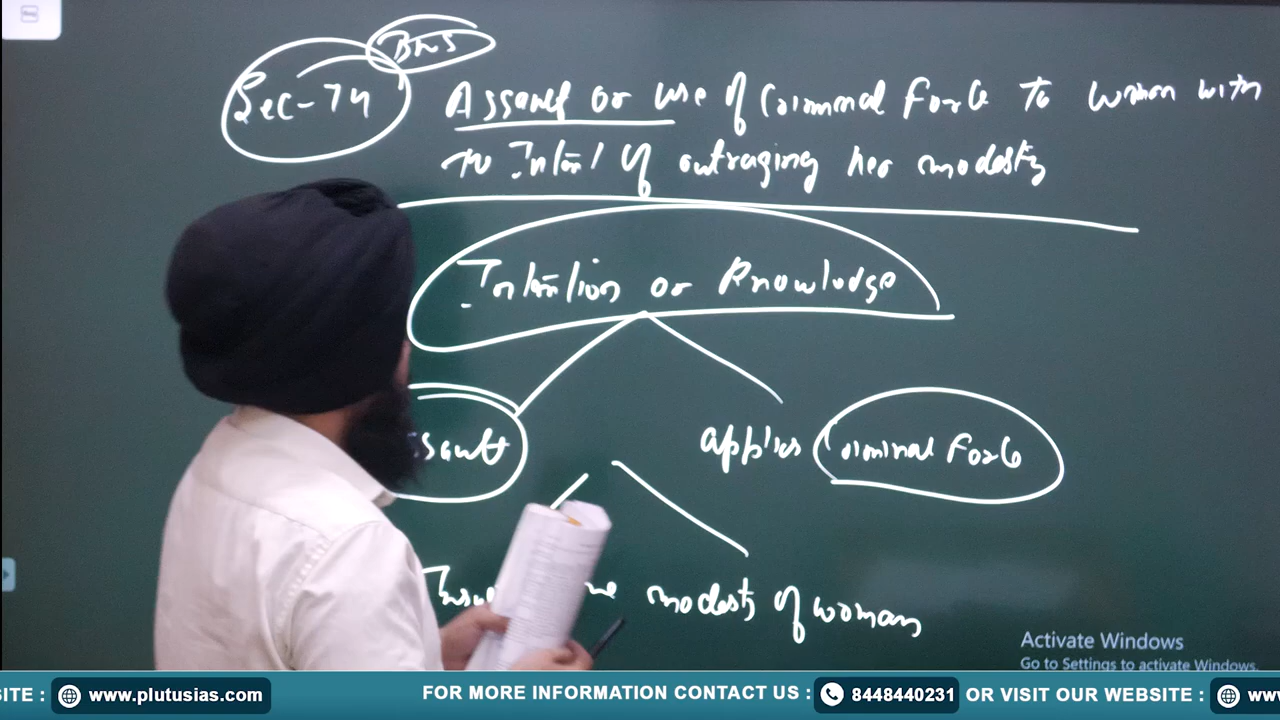 BNS
Sec-74 Assault or use of Criminal Force to woman with
Intent of outraging her modesty
Intention or Knowledge
applies Criminal Force
modesty of woman
Activate Windows
Go to Settings to activate Windows.
SITE : www.plutusias.com FOR MORE INFORMATION CONTACT US : 8448440231 OR VISIT OUR WEBSITE : www